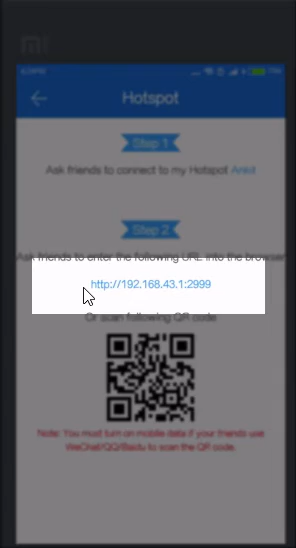 mi
Hotspot
Step 1
Ask friends to connect to my Hotspot
Step 2
Ask friends to enter the following URL into the browser
http://192.168.43.1:2999
Or scan following QR code
Note: You must turn on mobile data if your friends use
WeChat/QQ/Baidu to scan the QR code.